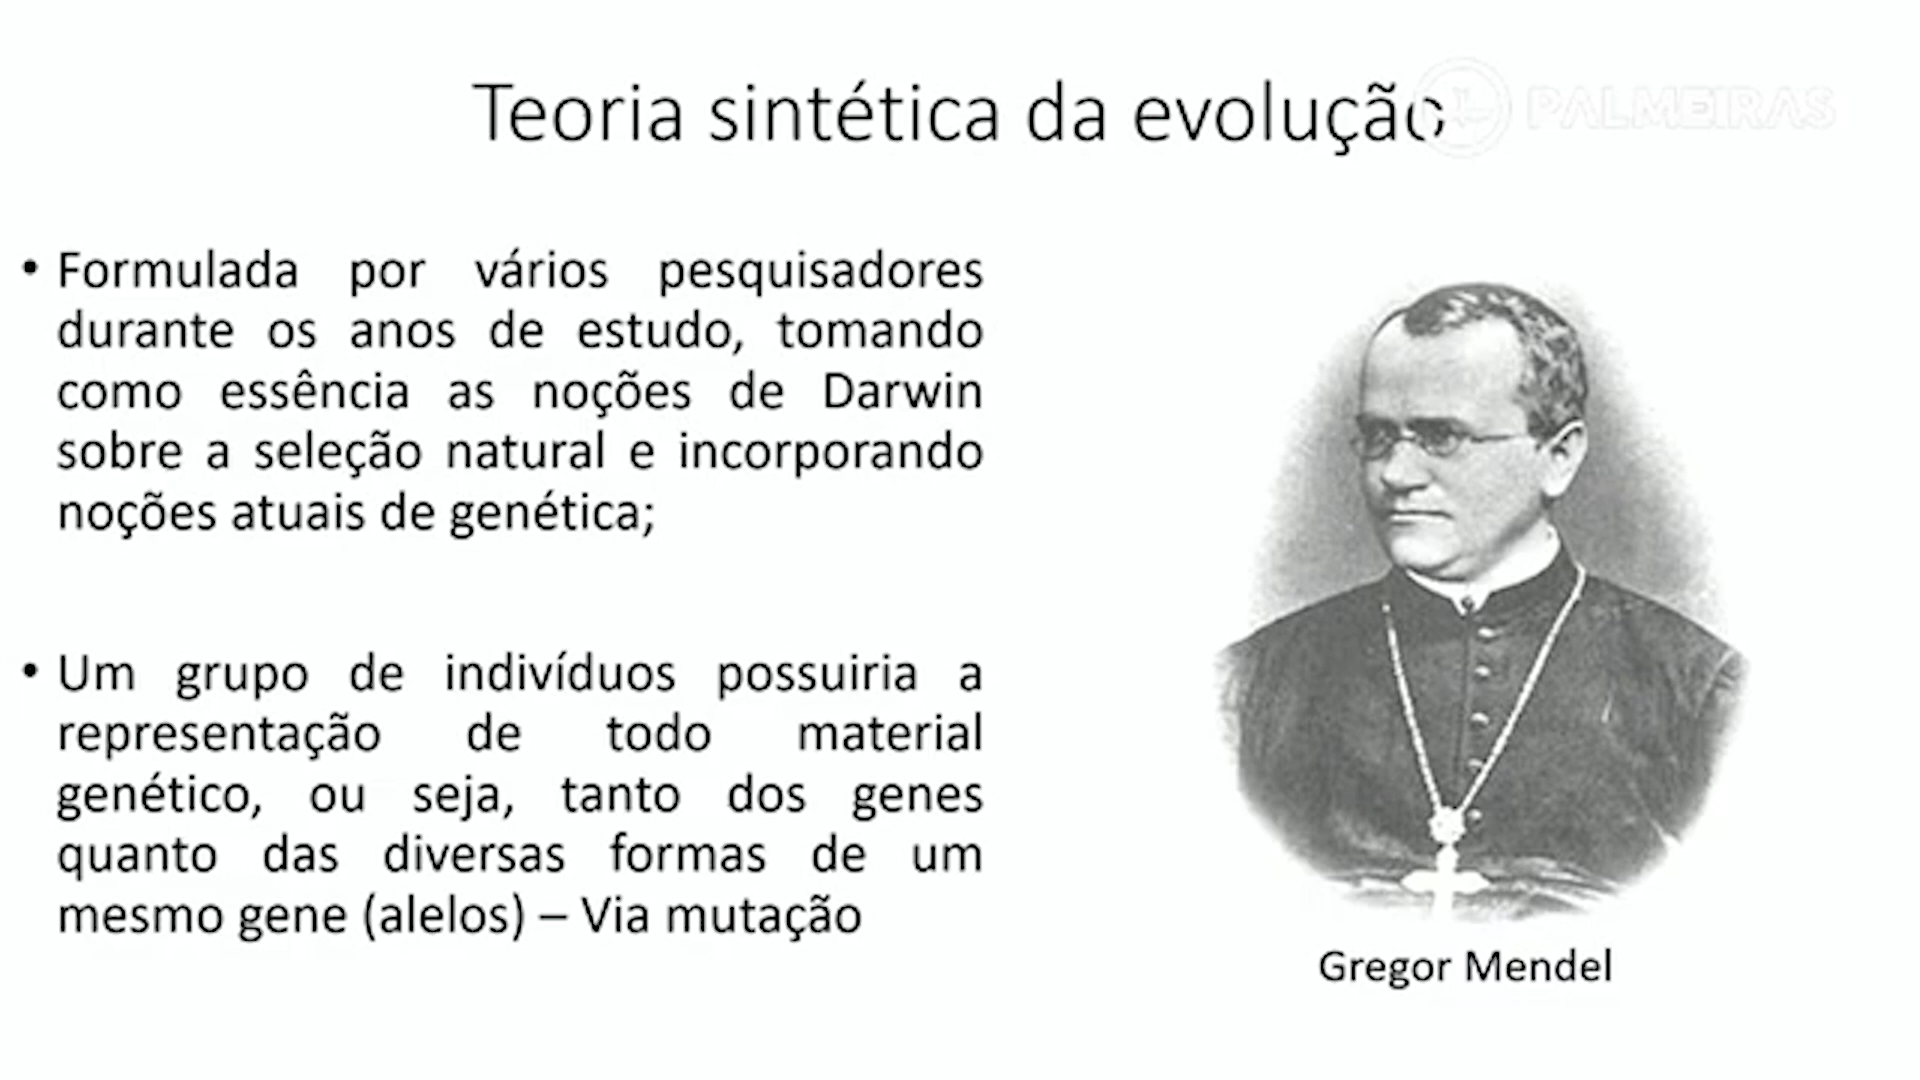 Teoria sintética da evolução
PALMEIRAS
• Formulada por vários pesquisadores
durante os anos de estudo, tomando
como essência as noções de Darwin
sobre a seleção natural e incorporando
noções atuais de genética;
• Um grupo de indivíduos possuiria a
representação de todo material
genético, ou seja, tanto dos genes
quanto das diversas formas de um
mesmo gene (alelos) – Via mutação
Gregor Mendel